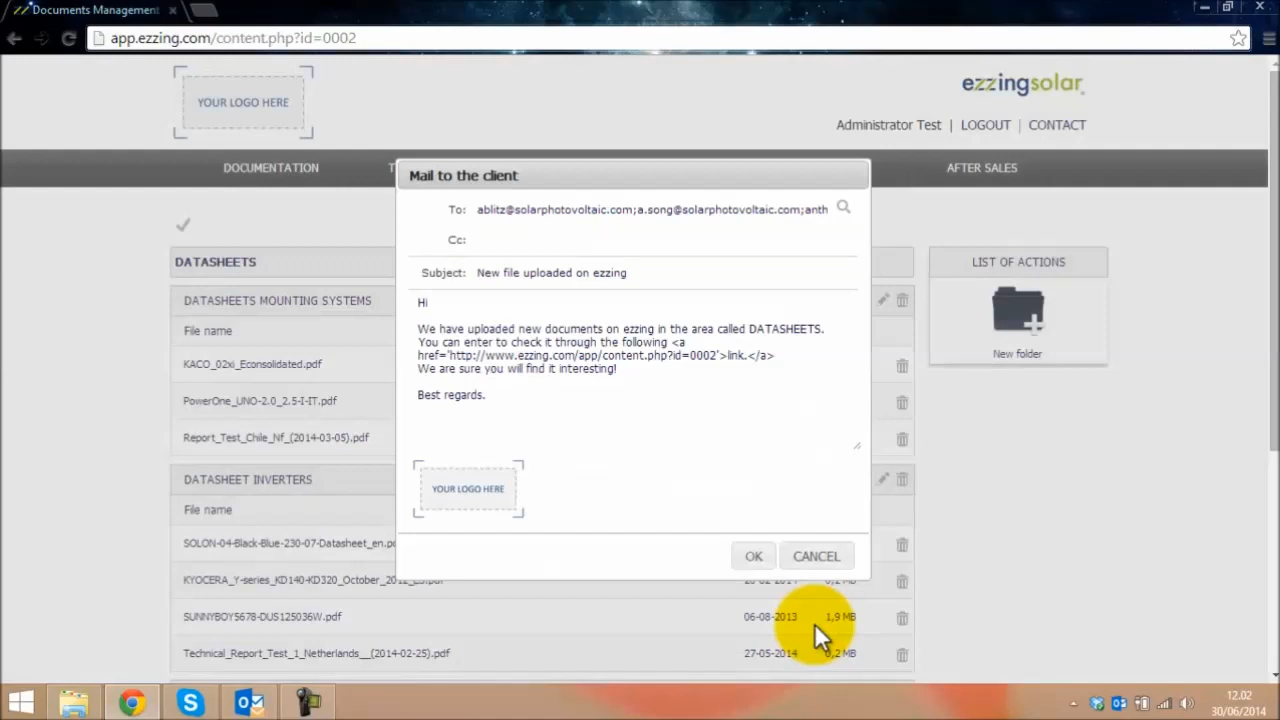 Documents Management
app.ezzing.com/content.php?id=0002
YOUR LOGO HERE
ezzingsolar
Administrator Test | LOGOUT | CONTACT
DOCUMENTATION
AFTER SALES
Mail to the client
To: ablitz@solarphotovoltaic.com;a.song@solarphotovoltaic.com;anth
Cc:
Subject: New file uploaded on ezzing
Hi
We have uploaded new documents on ezzing in the area called DATASHEETS.
You can enter to check it through the following <a
href='http://www.ezzing.com/app/content.php?id=0002'>link.</a>
We are sure you will find it interesting!
Best regards.
YOUR LOGO HERE
OK CANCEL
DATASHEETS
DATASHEETS MOUNTING SYSTEMS
File name
KACO_02xi_Econsolidated.pdf
PowerOne_UNO-2.0_2.5-I-IT.pdf
Report_Test_Chile_Nf_(2014-03-05).pdf
DATASHEET INVERTERS
File name
SOLON-04-Black-Blue-230-07-Datasheet_en.p
KYOCERA_Y-series_KD140-KD320_October_2012_
SUNNYBOY5678-DUS125036W.pdf 06-08-2013 1,9 MB
Technical_Report_Test_1_Netherlands__(2014-02-25).pdf 27-05-2014 0,2 MB
LIST OF ACTIONS
New folder
12.02
30/06/2014